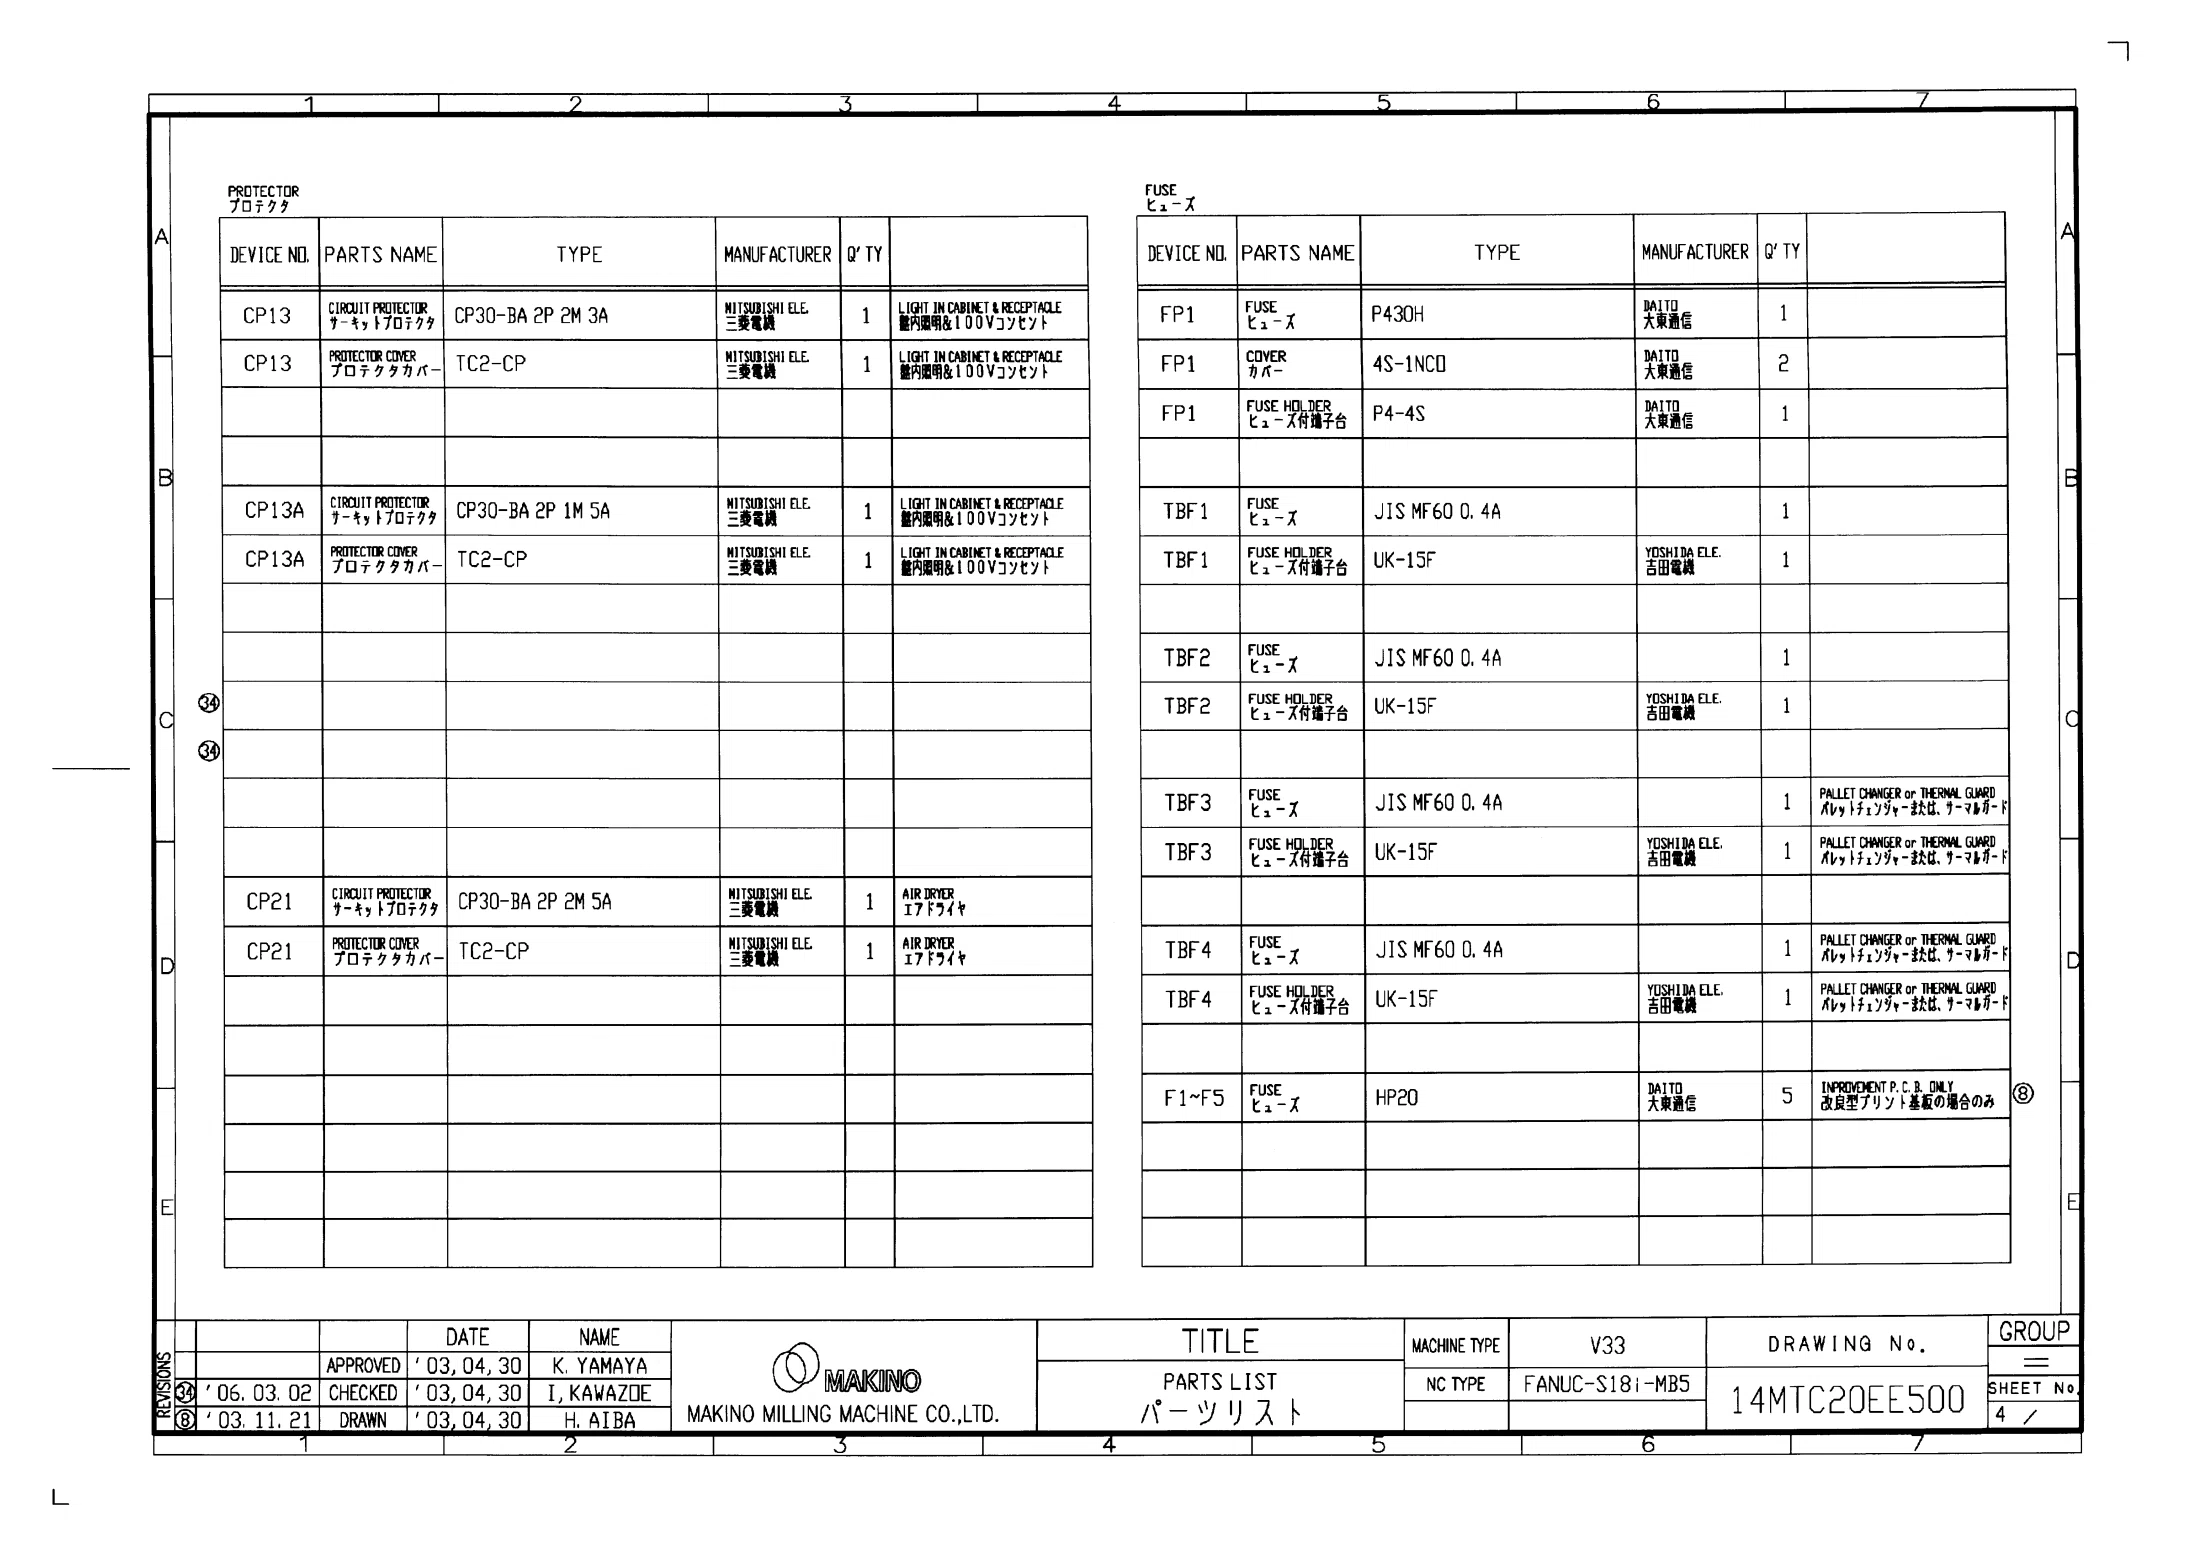 1 2 3 4 5 6 7
PROTECTOR
プロテクタ
DEVICE NO. PARTS NAME TYPE MANUFACTURER Q'TY
CP13 CIRCUIT PROTECTOR サーキットプロテクタ CP30-BA 2P 2M 3A MITSUBISHI ELE. 三菱電機 1 LIGHT IN CABINET & RECEPTACLE 盤内照明&100Vコンセント
CP13 PROTECTOR COVER プロテクタカバー TC2-CP MITSUBISHI ELE. 三菱電機 1 LIGHT IN CABINET & RECEPTACLE 盤内照明&100Vコンセント
CP13A CIRCUIT PROTECTOR サーキットプロテクタ CP30-BA 2P 1M 5A MITSUBISHI ELE. 三菱電機 1 LIGHT IN CABINET & RECEPTACLE 盤内照明&100Vコンセント
CP13A PROTECTOR COVER プロテクタカバー TC2-CP MITSUBISHI ELE. 三菱電機 1 LIGHT IN CABINET & RECEPTACLE 盤内照明&100Vコンセント
34
34
CP21 CIRCUIT PROTECTOR サーキットプロテクタ CP30-BA 2P 2M 5A MITSUBISHI ELE. 三菱電機 1 AIR DRYER エアドライヤ
CP21 PROTECTOR COVER プロテクタカバー TC2-CP MITSUBISHI ELE. 三菱電機 1 AIR DRYER エアドライヤ
FUSE
ヒューズ
DEVICE NO. PARTS NAME TYPE MANUFACTURER Q'TY
FP1 FUSE ヒューズ P430H DAITO 大東通信 1
FP1 COVER カバー 4S-1NCO DAITO 大東通信 2
FP1 FUSE HOLDER ヒューズ付端子台 P4-4S DAITO 大東通信 1
TBF1 FUSE ヒューズ JIS MF60 0.4A 1
TBF1 FUSE HOLDER ヒューズ付端子台 UK-15F YOSHIDA ELE. 吉田電機 1
TBF2 FUSE ヒューズ JIS MF60 0.4A 1
TBF2 FUSE HOLDER ヒューズ付端子台 UK-15F YOSHIDA ELE. 吉田電機 1
TBF3 FUSE ヒューズ JIS MF60 0.4A 1 PALLET CHANGER or THERMAL GUARD パレットチェンジャーまたは、サーマルガード
TBF3 FUSE HOLDER ヒューズ付端子台 UK-15F YOSHIDA ELE. 吉田電機 1 PALLET CHANGER or THERMAL GUARD パレットチェンジャーまたは、サーマルガード
TBF4 FUSE ヒューズ JIS MF60 0.4A 1 PALLET CHANGER or THERMAL GUARD パレットチェンジャーまたは、サーマルガード
TBF4 FUSE HOLDER ヒューズ付端子台 UK-15F YOSHIDA ELE. 吉田電機 1 PALLET CHANGER or THERMAL GUARD パレットチェンジャーまたは、サーマルガード
F1~F5 FUSE ヒューズ HP20 DAITO 大東通信 5 INPROVEMENT P.C.B. ONLY 改良型プリント基板の場合のみ 8
A A
B B
C C
D D
E E
REVISIONS
DATE NAME
APPROVED '03,04,30 K. YAMAYA
34 '06.03.02 CHECKED '03,04,30 I,KAWAZOE
8 '03.11.21 DRAWN '03,04,30 H. AIBA
MAKINO
MAKINO MILLING MACHINE CO.,LTD.
TITLE
PARTS LIST
パーツリスト
MACHINE TYPE V33
NC TYPE FANUC-S18i-MB5
DRAWING No.
14MTC20EE500
GROUP
=
SHEET No.
4 /
1 2 3 4 5 6 7